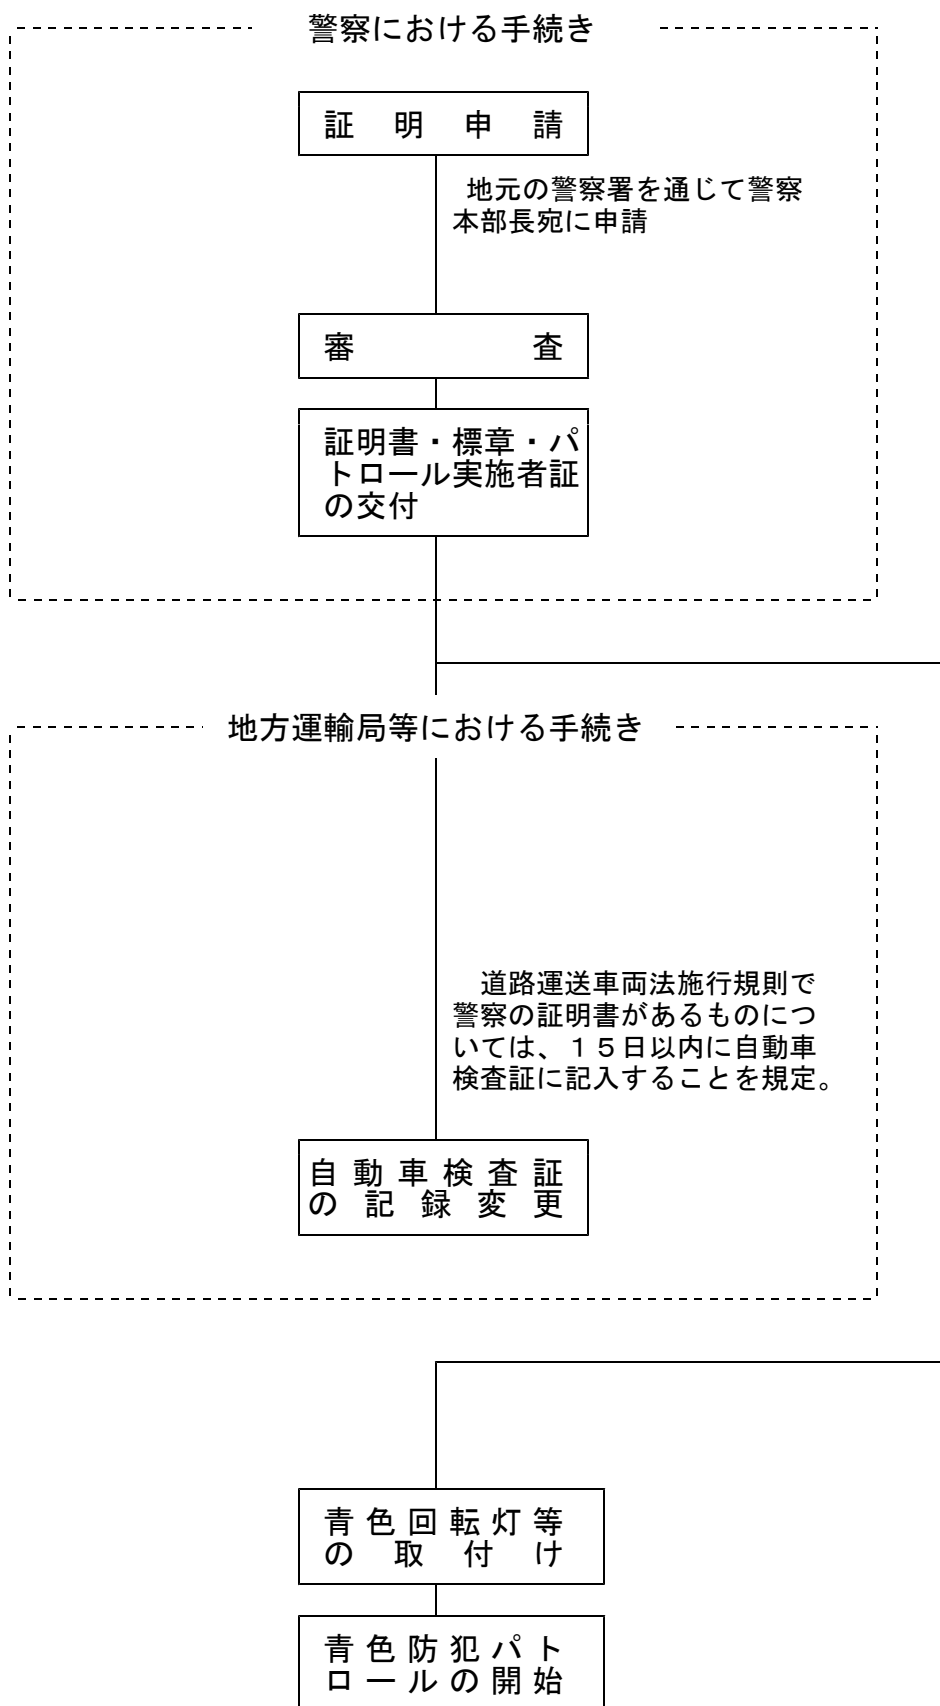 警察における手続き
証明申請
地元の警察署を通じて警察
本部長宛に申請
審査
証明書・標章・パ
トロール実施者証
の交付
地方運輸局等における手続き
道路運送車両法施行規則で
警察の証明書があるものにつ
いては、１５日以内に自動車
検査証に記入することを規定。
自動車検査証
の記録変更
青色回転灯等
の取付け
青色防犯パト
ロールの開始